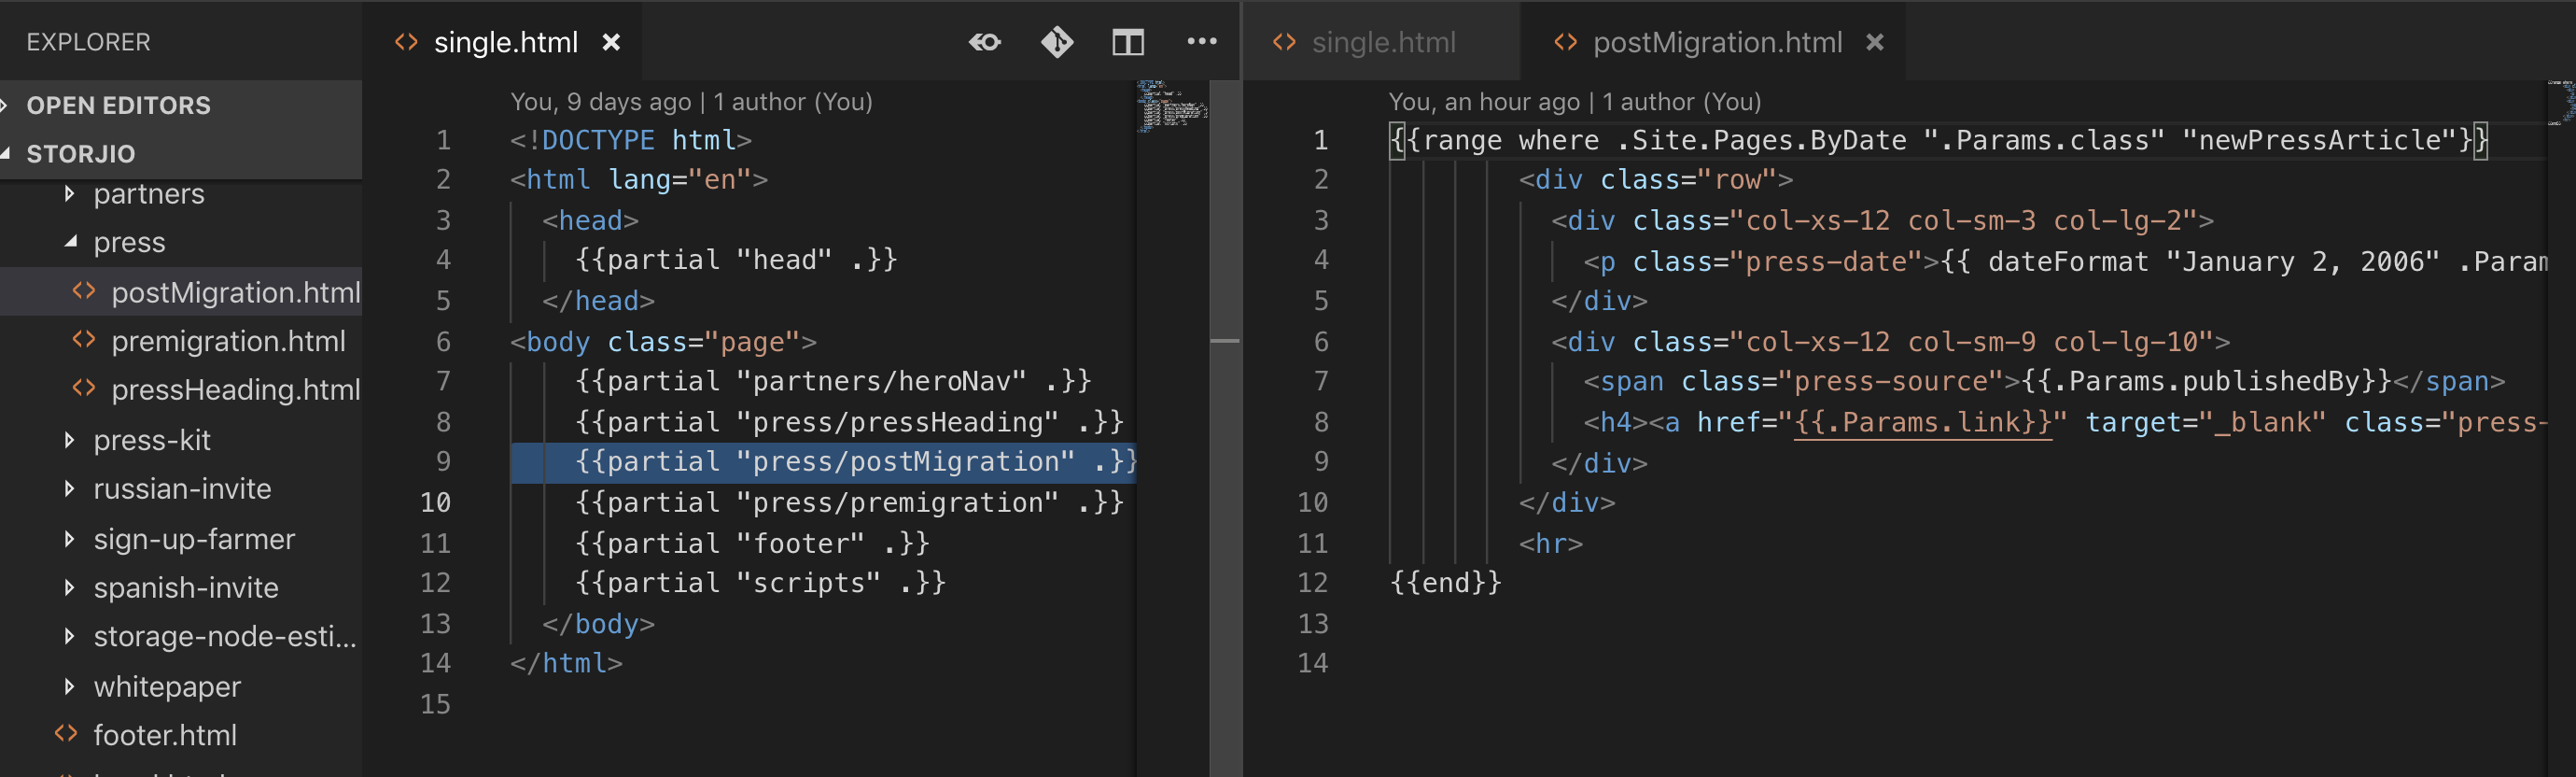 EXPLORER
OPEN EDITORS
STORJIO
partners
press
postMigration.html
premigration.html
pressHeading.html
press-kit
russian-invite
sign-up-farmer
spanish-invite
storage-node-esti...
whitepaper
footer.html
single.html
You, 9 days ago | 1 author (You)
1 <!DOCTYPE html>
2 <html lang="en">
3 <head>
4 {{partial "head" .}}
5 </head>
6 <body class="page">
7 {{partial "partners/heroNav" .}}
8 {{partial "press/pressHeading" .}}
9 {{partial "press/postMigration" .}}
10 {{partial "press/premigration" .}}
11 {{partial "footer" .}}
12 {{partial "scripts" .}}
13 </body>
14 </html>
15
single.html postMigration.html
You, an hour ago | 1 author (You)
1 {{range where .Site.Pages.ByDate ".Params.class" "newPressArticle"}}
2 <div class="row">
3 <div class="col-xs-12 col-sm-3 col-lg-2">
4 <p class="press-date">{{ dateFormat "January 2, 2006" .Param
5 </div>
6 <div class="col-xs-12 col-sm-9 col-lg-10">
7 <span class="press-source">{{.Params.publishedBy}}</span>
8 <h4><a href="{{.Params.link}}" target="_blank" class="press-
9 </div>
10 </div>
11 <hr>
12 {{end}}
13
14